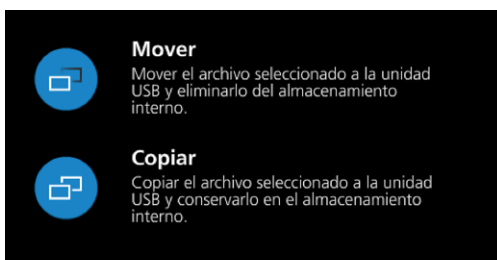 Mover
Mover el archivo seleccionado a la unidad
USB y eliminarlo del almacenamiento
interno.
Copiar
Copiar el archivo seleccionado a la unidad
USB y conservarlo en el almacenamiento
interno.